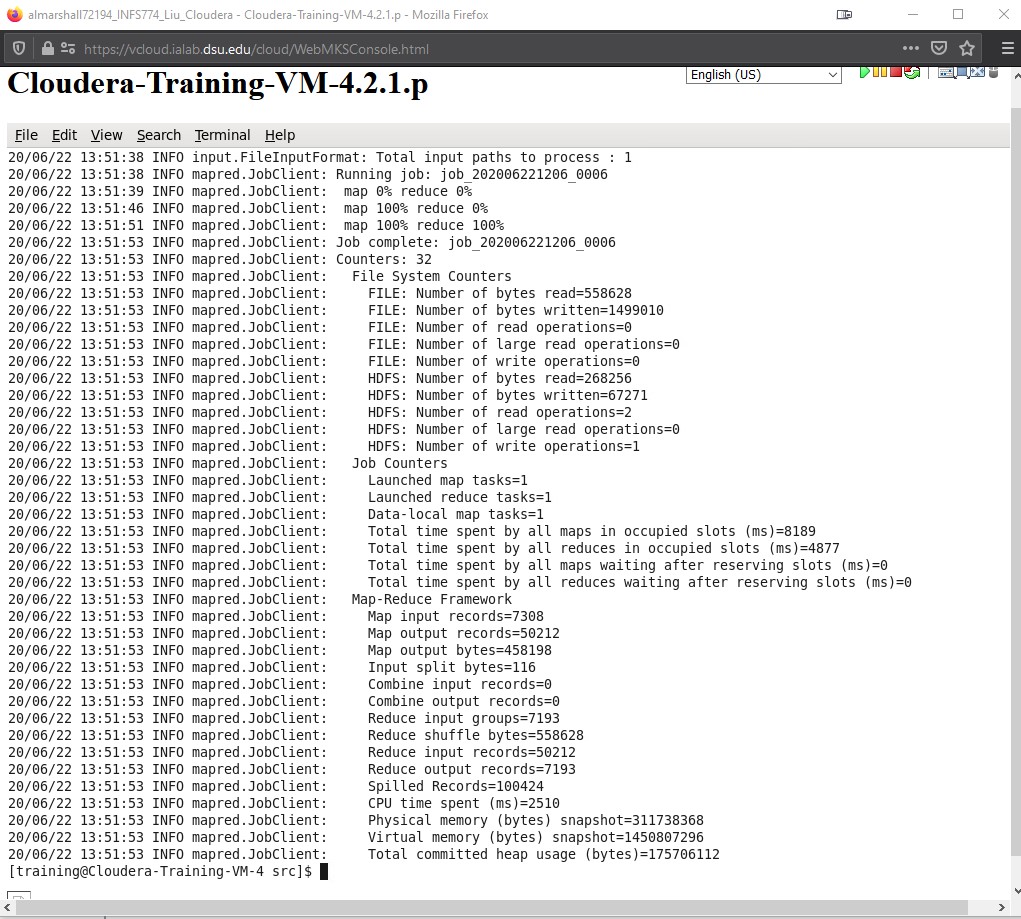 almarshall72194_INFS774_Liu_Cloudera - Cloudera-Training-VM-4.2.1.p - Mozilla Firefox
https://vcloud.ialab.dsu.edu/cloud/WebMKSConsole.html
Cloudera-Training-VM-4.2.1.p
English (US)
File Edit View Search Terminal Help
20/06/22 13:51:38 INFO input.FileInputFormat: Total input paths to process : 1
20/06/22 13:51:38 INFO mapred.JobClient: Running job: job_202006221206_0006
20/06/22 13:51:39 INFO mapred.JobClient:  map 0% reduce 0%
20/06/22 13:51:46 INFO mapred.JobClient:  map 100% reduce 0%
20/06/22 13:51:51 INFO mapred.JobClient:  map 100% reduce 100%
20/06/22 13:51:53 INFO mapred.JobClient: Job complete: job_202006221206_0006
20/06/22 13:51:53 INFO mapred.JobClient: Counters: 32
20/06/22 13:51:53 INFO mapred.JobClient:   File System Counters
20/06/22 13:51:53 INFO mapred.JobClient:     FILE: Number of bytes read=558628
20/06/22 13:51:53 INFO mapred.JobClient:     FILE: Number of bytes written=1499010
20/06/22 13:51:53 INFO mapred.JobClient:     FILE: Number of read operations=0
20/06/22 13:51:53 INFO mapred.JobClient:     FILE: Number of large read operations=0
20/06/22 13:51:53 INFO mapred.JobClient:     FILE: Number of write operations=0
20/06/22 13:51:53 INFO mapred.JobClient:     HDFS: Number of bytes read=268256
20/06/22 13:51:53 INFO mapred.JobClient:     HDFS: Number of bytes written=67271
20/06/22 13:51:53 INFO mapred.JobClient:     HDFS: Number of read operations=2
20/06/22 13:51:53 INFO mapred.JobClient:     HDFS: Number of large read operations=0
20/06/22 13:51:53 INFO mapred.JobClient:     HDFS: Number of write operations=1
20/06/22 13:51:53 INFO mapred.JobClient:   Job Counters
20/06/22 13:51:53 INFO mapred.JobClient:     Launched map tasks=1
20/06/22 13:51:53 INFO mapred.JobClient:     Launched reduce tasks=1
20/06/22 13:51:53 INFO mapred.JobClient:     Data-local map tasks=1
20/06/22 13:51:53 INFO mapred.JobClient:     Total time spent by all maps in occupied slots (ms)=8189
20/06/22 13:51:53 INFO mapred.JobClient:     Total time spent by all reduces in occupied slots (ms)=4877
20/06/22 13:51:53 INFO mapred.JobClient:     Total time spent by all maps waiting after reserving slots (ms)=0
20/06/22 13:51:53 INFO mapred.JobClient:     Total time spent by all reduces waiting after reserving slots (ms)=0
20/06/22 13:51:53 INFO mapred.JobClient:   Map-Reduce Framework
20/06/22 13:51:53 INFO mapred.JobClient:     Map input records=7308
20/06/22 13:51:53 INFO mapred.JobClient:     Map output records=50212
20/06/22 13:51:53 INFO mapred.JobClient:     Map output bytes=458198
20/06/22 13:51:53 INFO mapred.JobClient:     Input split bytes=116
20/06/22 13:51:53 INFO mapred.JobClient:     Combine input records=0
20/06/22 13:51:53 INFO mapred.JobClient:     Combine output records=0
20/06/22 13:51:53 INFO mapred.JobClient:     Reduce input groups=7193
20/06/22 13:51:53 INFO mapred.JobClient:     Reduce shuffle bytes=558628
20/06/22 13:51:53 INFO mapred.JobClient:     Reduce input records=50212
20/06/22 13:51:53 INFO mapred.JobClient:     Reduce output records=7193
20/06/22 13:51:53 INFO mapred.JobClient:     Spilled Records=100424
20/06/22 13:51:53 INFO mapred.JobClient:     CPU time spent (ms)=2510
20/06/22 13:51:53 INFO mapred.JobClient:     Physical memory (bytes) snapshot=311738368
20/06/22 13:51:53 INFO mapred.JobClient:     Virtual memory (bytes) snapshot=1450807296
20/06/22 13:51:53 INFO mapred.JobClient:     Total committed heap usage (bytes)=175706112
[training@Cloudera-Training-VM-4 src]$